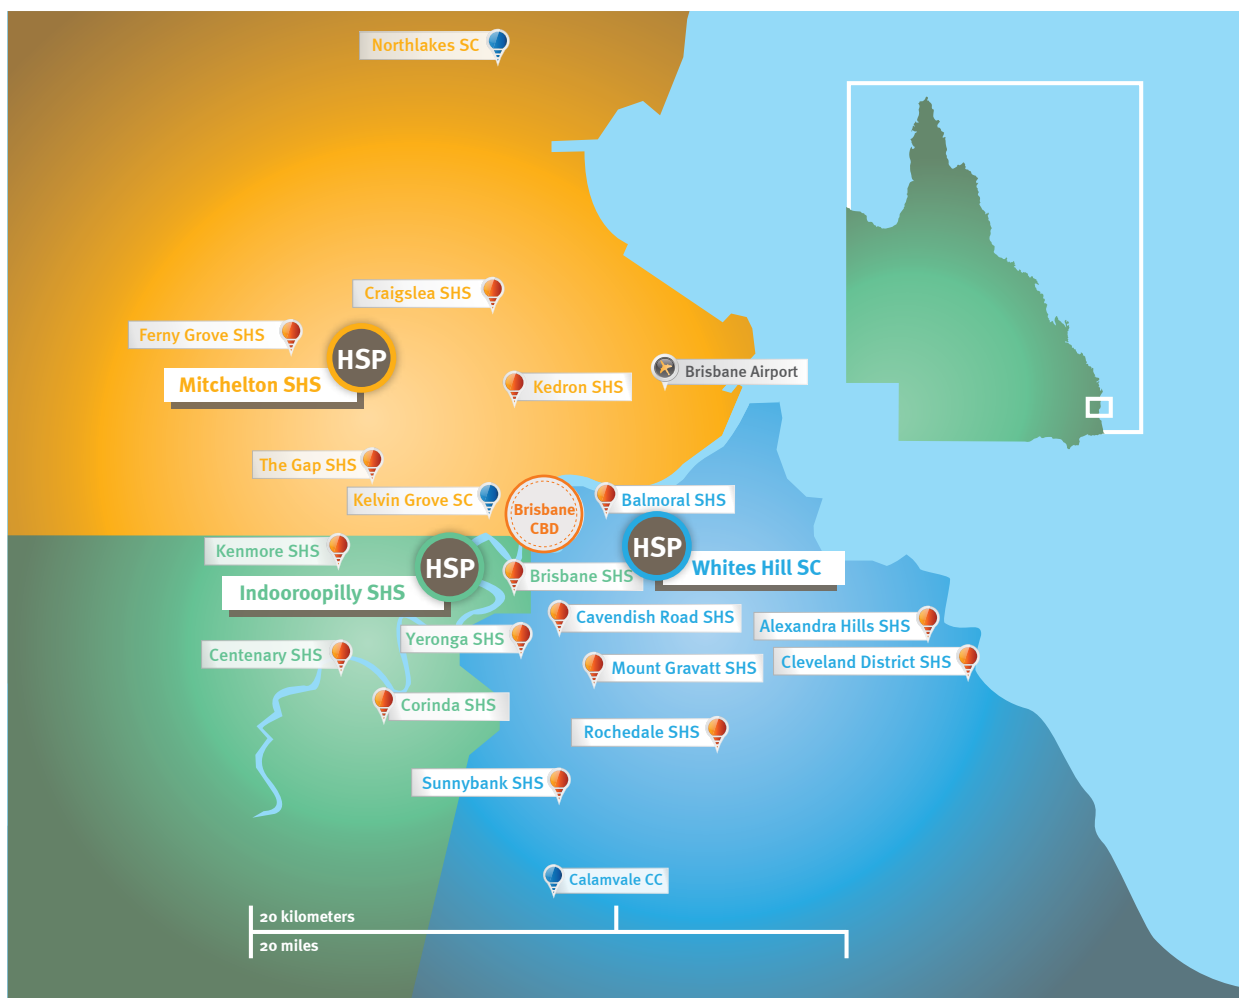 Northlakes SC
Craigslea SHS
Ferny Grove SHS
HSP
Mitchelton SHS
Brisbane Airport
Kedron SHS
The Gap SHS
Kelvin Grove SC
Brisbane
CBD
Balmoral SHS
HSP
Whites Hill SC
Kenmore SHS
HSP
Indooroopilly SHS
Brisbane SHS
Cavendish Road SHS
Alexandra Hills SHS
Yeronga SHS
Centenary SHS
Mount Gravatt SHS
Cleveland District SHS
Corinda SHS
Rochedale SHS
Sunnybank SHS
Calamvale CC
20 kilometers
20 miles